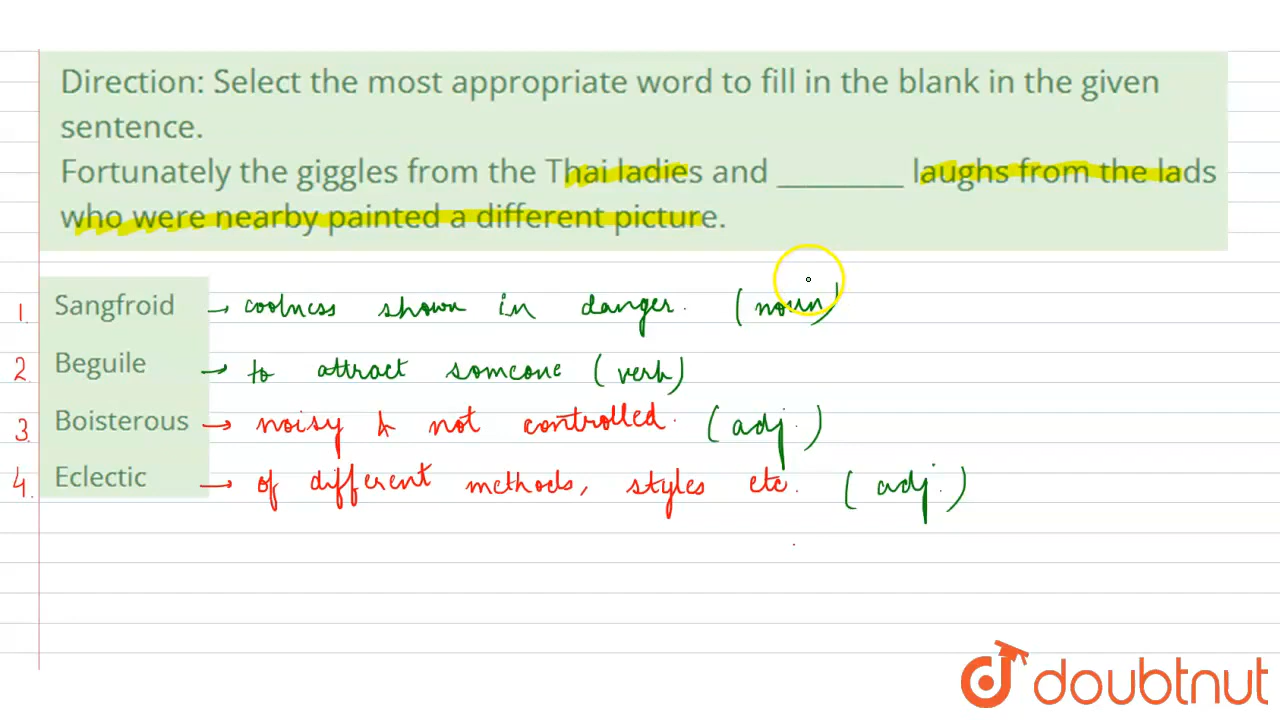 Direction: Select the most appropriate word to fill in the blank in the given
sentence.
Fortunately the giggles from the Thai ladies and ________ laughs from the lads
who were nearby painted a different picture.
1. Sangfroid → coolness shown in danger. (noun)
2. Beguile → to attract someone (verb)
3. Boisterous → noisy & not controlled. (adj.)
4. Eclectic → of different methods, styles etc. (adj.)
doubtnut